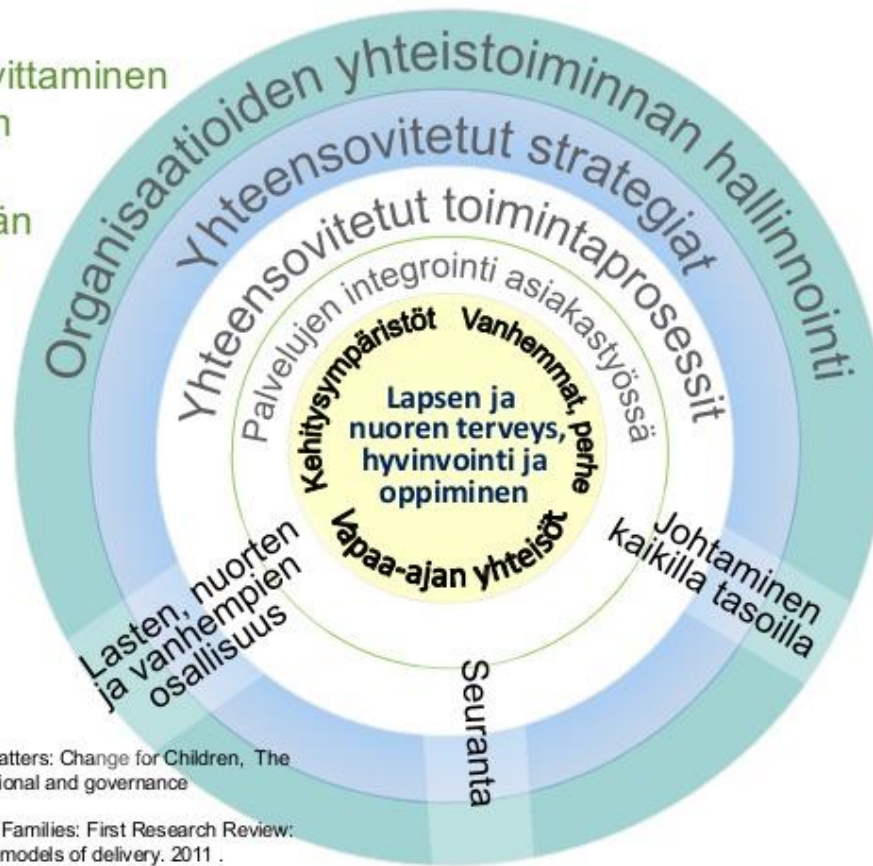 Organisaatioiden yhteistoiminnan hallinnointi
Yhteensovitetut strategiat
Yhteensovitetut toimintaprosessit
Palvelujen integrointi asiakastyössä
Kehitysympäristöt
Vanhemmat, perhe
Vapaa-ajan yhteisöt
Lapsen ja
nuoren terveys,
hyvinvointi ja
oppiminen
Lasten, nuorten
ja vanhempien
osallisuus
Seuranta
Johtaminen
kaikilla tasoilla
atters: Change for Children, The
ional and governance
Families: First Research Review:
models of delivery. 2011 .